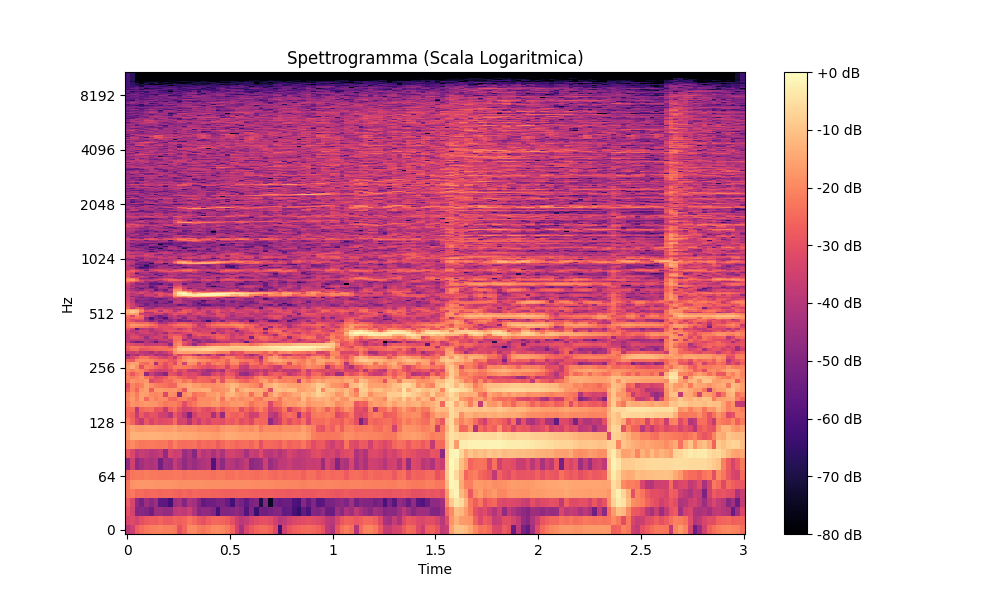 Spettrogramma (Scala Logaritmica)
Hz
8192
4096
2048
1024
512
256
128
64
0
0
0.5
1
1.5
2
2.5
3
Time
+0 dB
-10 dB
-20 dB
-30 dB
-40 dB
-50 dB
-60 dB
-70 dB
-80 dB